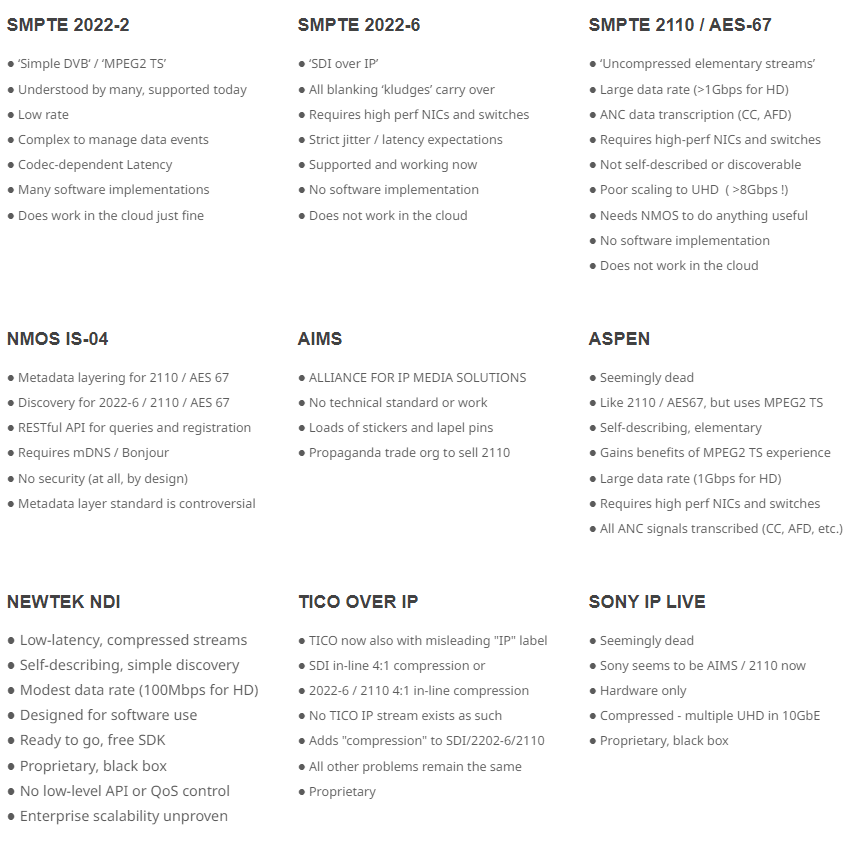 SMPTE 2022-2
● ‘Simple DVB’ / ‘MPEG2 TS’
● Understood by many, supported today
● Low rate
● Complex to manage data events
● Codec-dependent Latency
● Many software implementations
● Does work in the cloud just fine
SMPTE 2022-6
● ‘SDI over IP’
● All blanking ‘kludges’ carry over
● Requires high perf NICs and switches
● Strict jitter / latency expectations
● Supported and working now
● No software implementation
● Does not work in the cloud
SMPTE 2110 / AES-67
● ‘Uncompressed elementary streams’
● Large data rate (>1Gbps for HD)
● ANC data transcription (CC, AFD)
● Requires high-perf NICs and switches
● Not self-described or discoverable
● Poor scaling to UHD ( >8Gbps !)
● Needs NMOS to do anything useful
● No software implementation
● Does not work in the cloud
NMOS IS-04
● Metadata layering for 2110 / AES 67
● Discovery for 2022-6 / 2110 / AES 67
● RESTful API for queries and registration
● Requires mDNS / Bonjour
● No security (at all, by design)
● Metadata layer standard is controversial
AIMS
● ALLIANCE FOR IP MEDIA SOLUTIONS
● No technical standard or work
● Loads of stickers and lapel pins
● Propaganda trade org to sell 2110
ASPEN
● Seemingly dead
● Like 2110 / AES67, but uses MPEG2 TS
● Self-describing, elementary
● Gains benefits of MPEG2 TS experience
● Large data rate (1Gbps for HD)
● Requires high perf NICs and switches
● All ANC signals transcribed (CC, AFD, etc.)
NEWTEK NDI
● Low-latency, compressed streams
● Self-describing, simple discovery
● Modest data rate (100Mbps for HD)
● Designed for software use
● Ready to go, free SDK
● Proprietary, black box
● No low-level API or QoS control
● Enterprise scalability unproven
TICO OVER IP
● TICO now also with misleading "IP" label
● SDI in-line 4:1 compression or
● 2022-6 / 2110 4:1 in-line compression
● No TICO IP stream exists as such
● Adds "compression" to SDI/2202-6/2110
● All other problems remain the same
● Proprietary
SONY IP LIVE
● Seemingly dead
● Sony seems to be AIMS / 2110 now
● Hardware only
● Compressed - multiple UHD in 10GbE
● Proprietary, black box